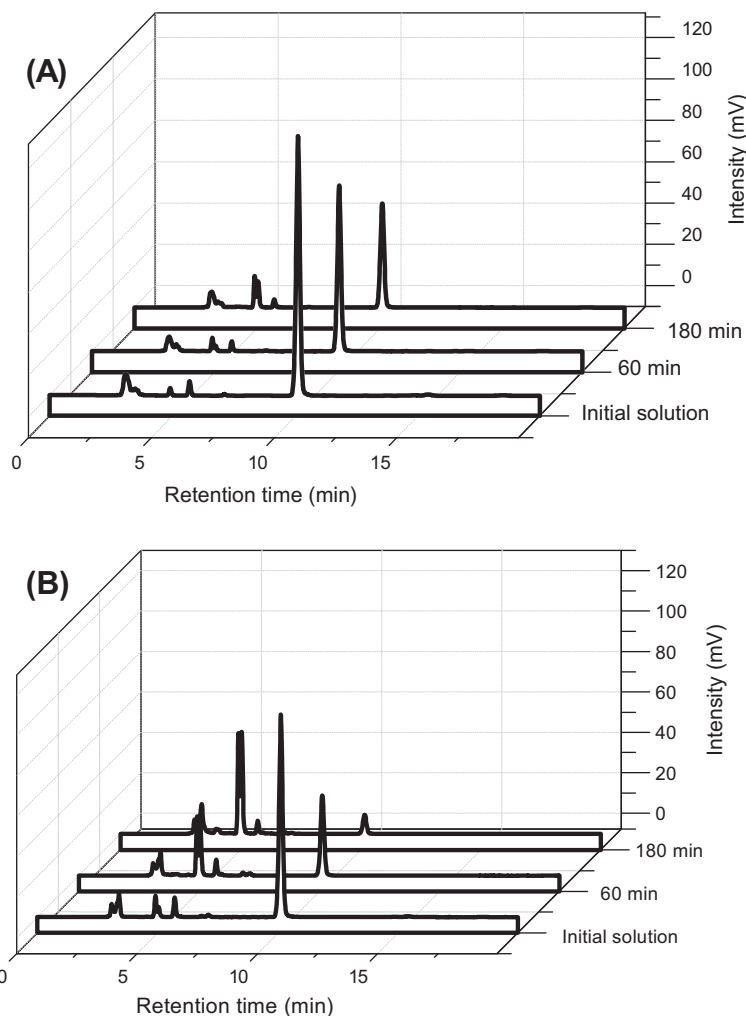 (A)
120
100
80
60
40
20
0
Intensity (mV)
180 min
60 min
Initial solution
0
5
10
15
Retention time (min)
(B)
120
100
80
60
40
20
0
Intensity (mV)
180 min
60 min
Initial solution
0
5
10
15
Retention time (min)